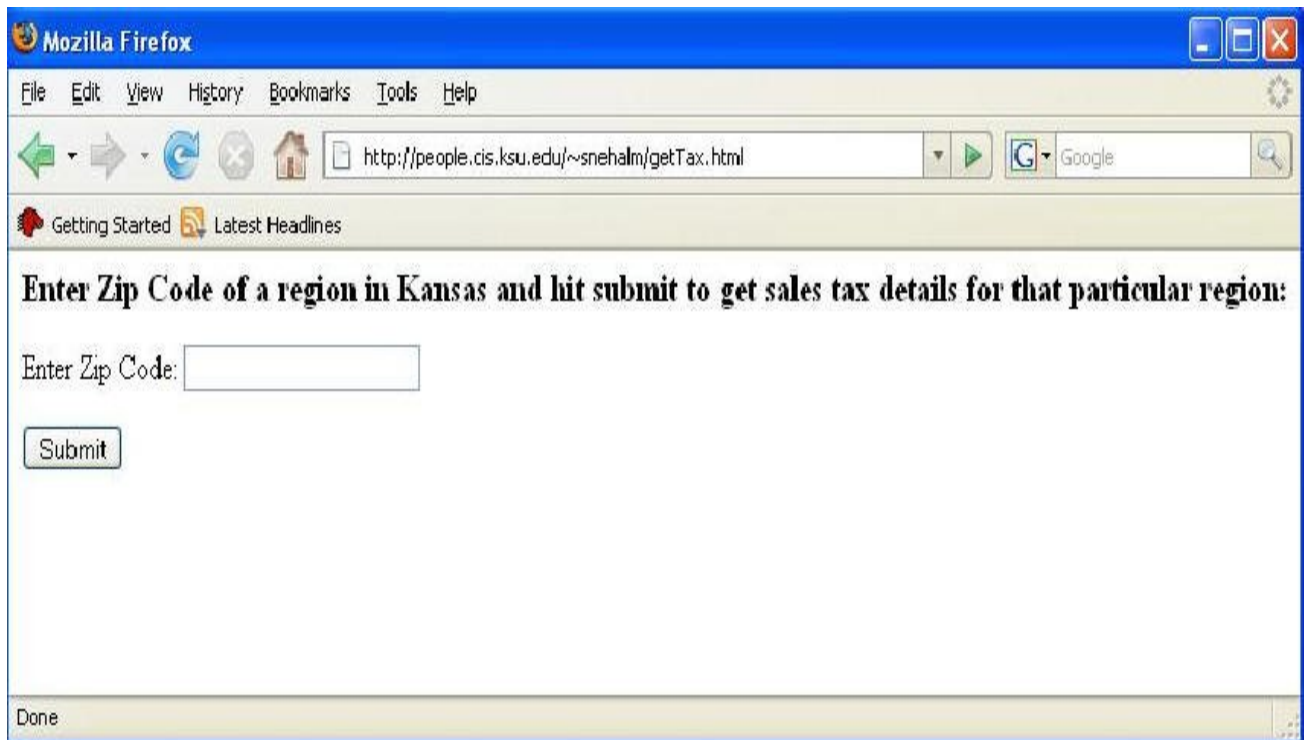 Mozilla Firefox
File Edit View History Bookmarks Tools Help
http://people.cis.ksu.edu/~snehalm/getTax.html G Google
Getting Started Latest Headlines
Enter Zip Code of a region in Kansas and hit submit to get sales tax details for that particular region:
Enter Zip Code:
Submit
Done